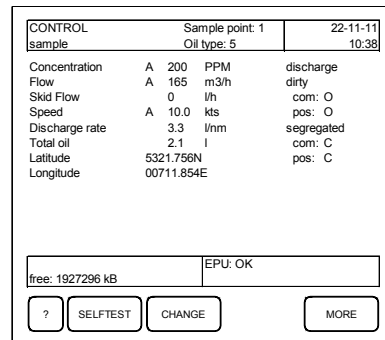 CONTROL Sample point: 1 22-11-11
sample Oil type: 5 10:38
Concentration A 200 PPM discharge
Flow A 165 m3/h dirty
Skid Flow 0 l/h com: O
Speed A 10.0 kts pos: O
Discharge rate 3.3 l/nm segregated
Total oil 2.1 l com: C
Latitude 5321.756N pos: C
Longitude 00711.854E
EPU: OK
free: 1927296 kB
? SELFTEST CHANGE MORE